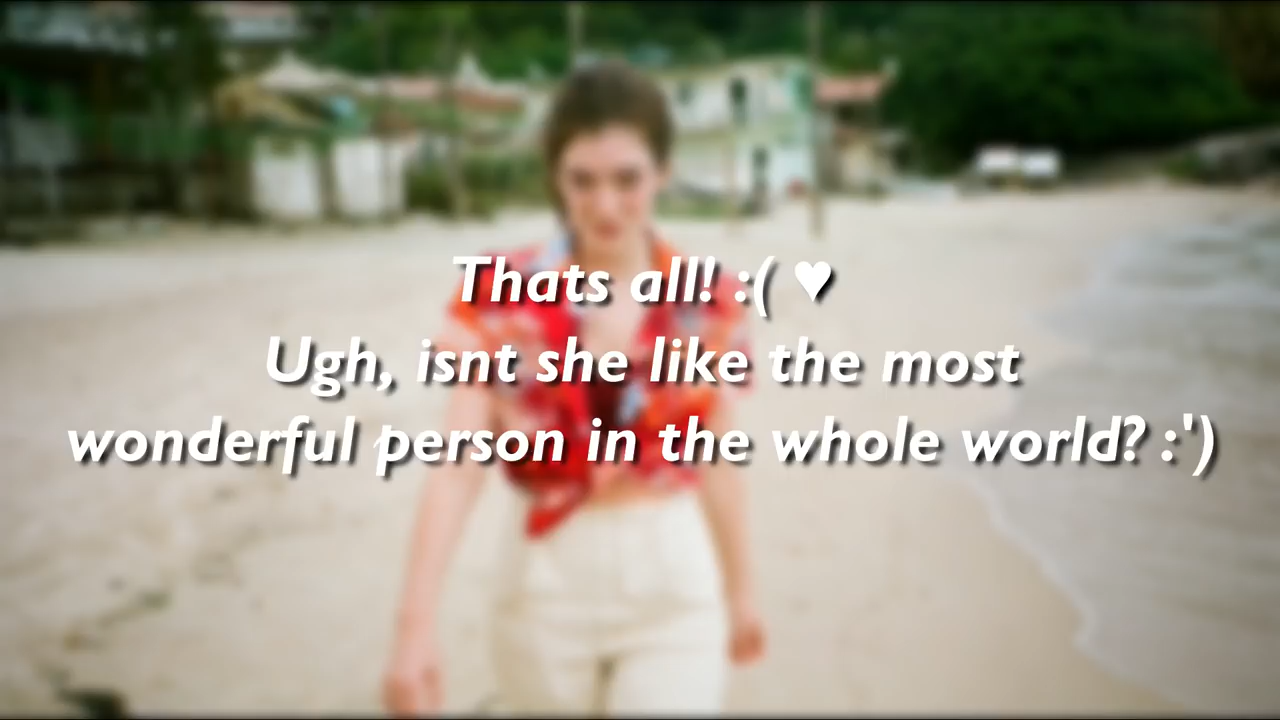 Thats all! :( ♥
Ugh, isnt she like the most
wonderful person in the whole world? :')